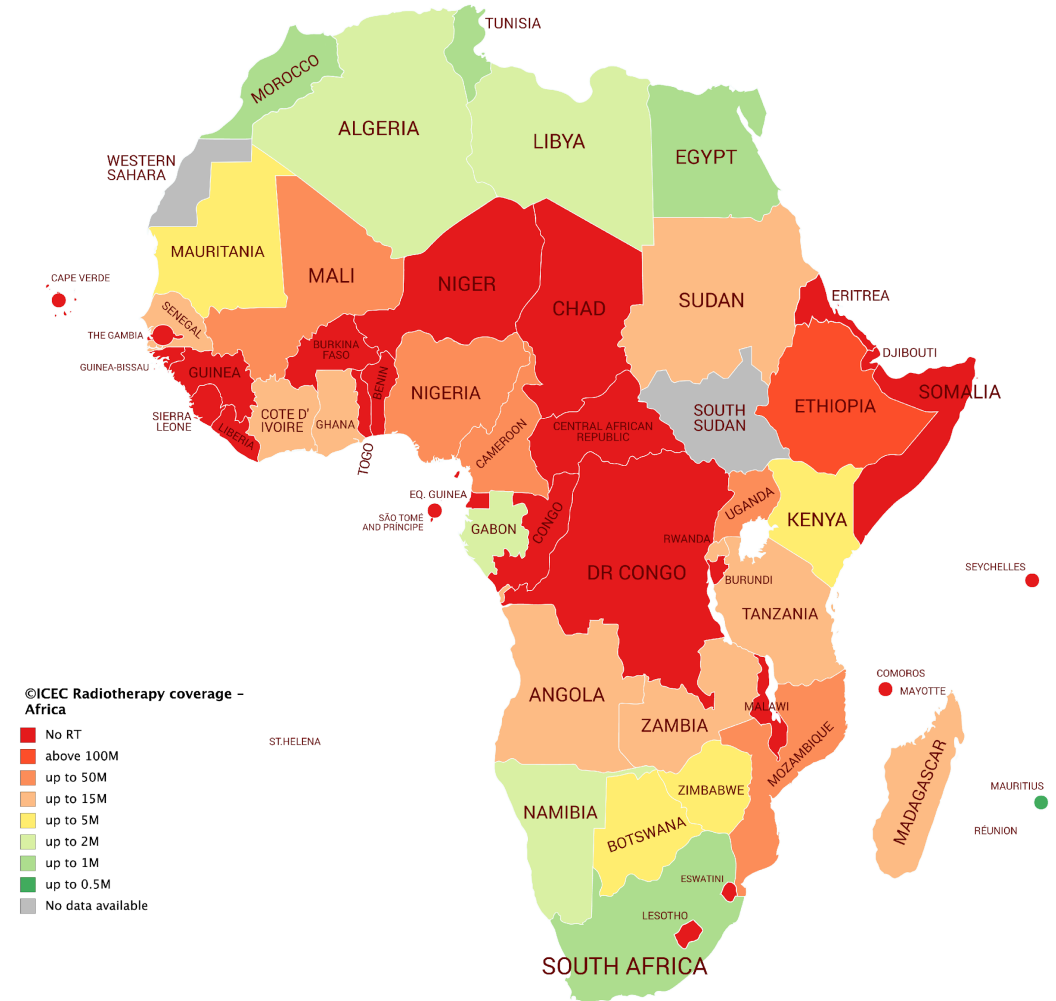 TUNISIA
MOROCCO
ALGERIA
LIBYA
EGYPT
WESTERN
SAHARA
MAURITANIA
MALI
NIGER
CHAD
SUDAN
ERITREA
CAPE VERDE
SENEGAL
THE GAMBIA
GUINEA-BISSAU
GUINEA
BURKINA
FASO
BENIN
NIGERIA
DJIBOUTI
SOMALIA
ETHIOPIA
SOUTH
SUDAN
SIERRA
LEONE
LIBERIA
COTE D'
IVOIRE
GHANA
TOGO
CAMEROON
CENTRAL AFRICAN
REPUBLIC
EQ. GUINEA
SÃO TOMÉ
AND PRÍNCIPE
GABON
CONGO
UGANDA
KENYA
RWANDA
DR CONGO
BURUNDI
SEYCHELLES
TANZANIA
COMOROS
MAYOTTE
ANGOLA
ZAMBIA
MALAWI
MOZAMBIQUE
MADAGASCAR
MAURITIUS
RÉUNION
ZIMBABWE
NAMIBIA
BOTSWANA
ESWATINI
LESOTHO
SOUTH AFRICA
ST.HELENA
©ICEC Radiotherapy coverage –
Africa
No RT
above 100M
up to 50M
up to 15M
up to 5M
up to 2M
up to 1M
up to 0.5M
No data available